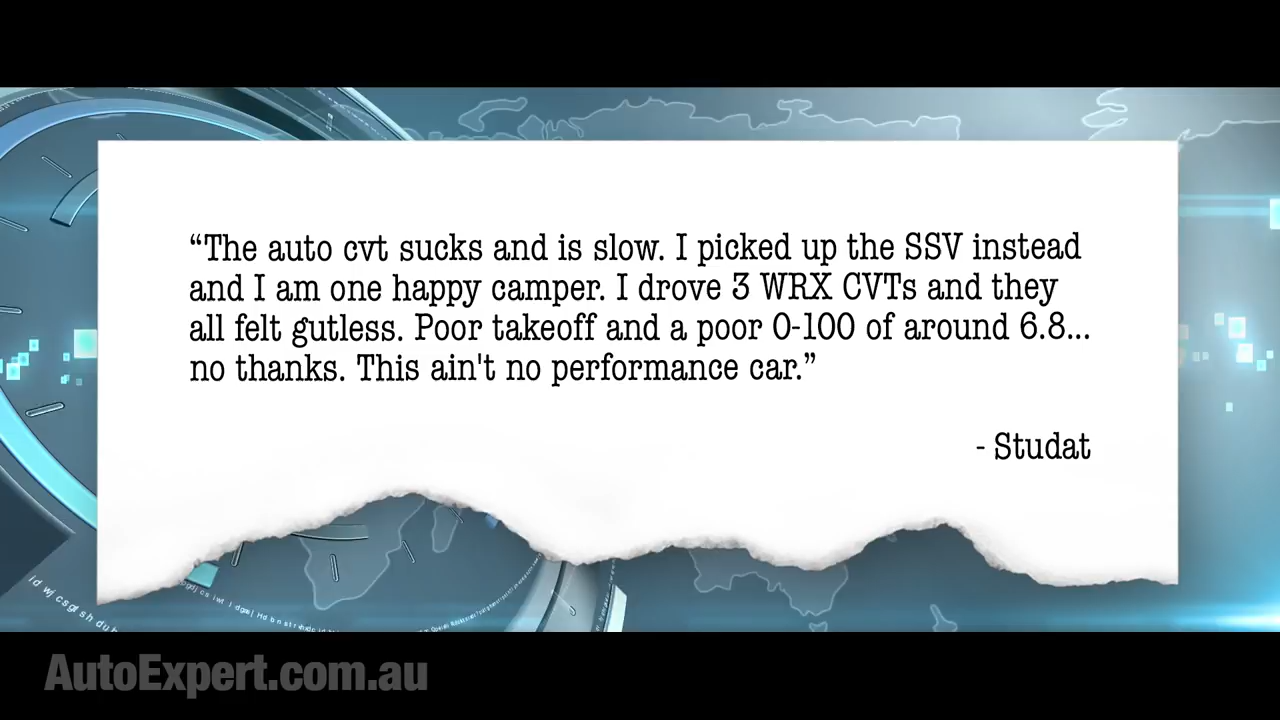 “The auto cvt sucks and is slow. I picked up the SSV instead
and I am one happy camper. I drove 3 WRX CVTs and they
all felt gutless. Poor takeoff and a poor 0-100 of around 6.8...
no thanks. This ain't no performance car.”
- Studat
AutoExpert.com.au